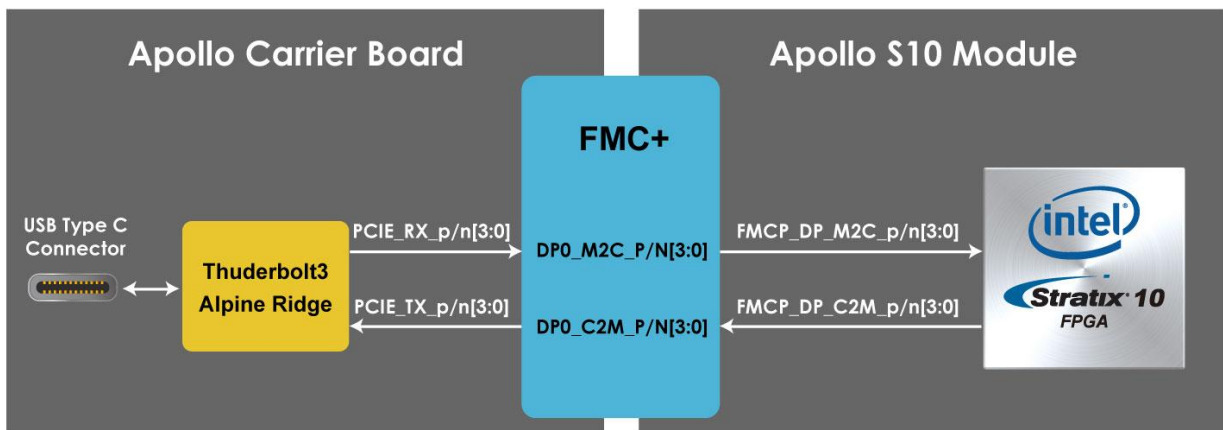 Apollo Carrier Board
Apollo S10 Module
FMC+
USB Type C
Connector
Thuderbolt3
Alpine Ridge
PCIE_RX_p/n[3:0]
DP0_M2C_P/N[3:0]
FMCP_DP_M2C_p/n[3:0]
PCIE_TX_p/n[3:0]
DP0_C2M_P/N[3:0]
FMCP_DP_C2M_p/n[3:0]
intel
Stratix 10
FPGA